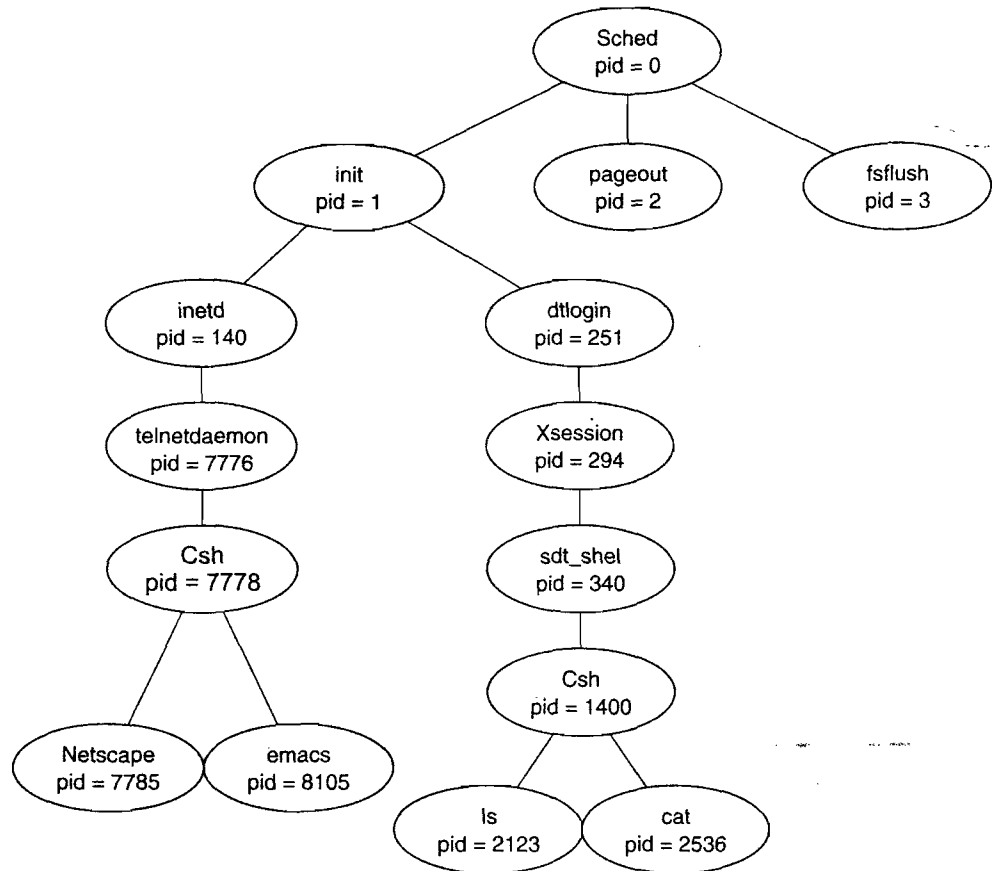 Sched
pid = 0
init
pid = 1
pageout
pid = 2
fsflush
pid = 3
inetd
pid = 140
dtlogin
pid = 251
telnetdaemon
pid = 7776
Xsession
pid = 294
Csh
pid = 7778
sdt_shel
pid = 340
Csh
pid = 1400
Netscape
pid = 7785
emacs
pid = 8105
ls
pid = 2123
cat
pid = 2536